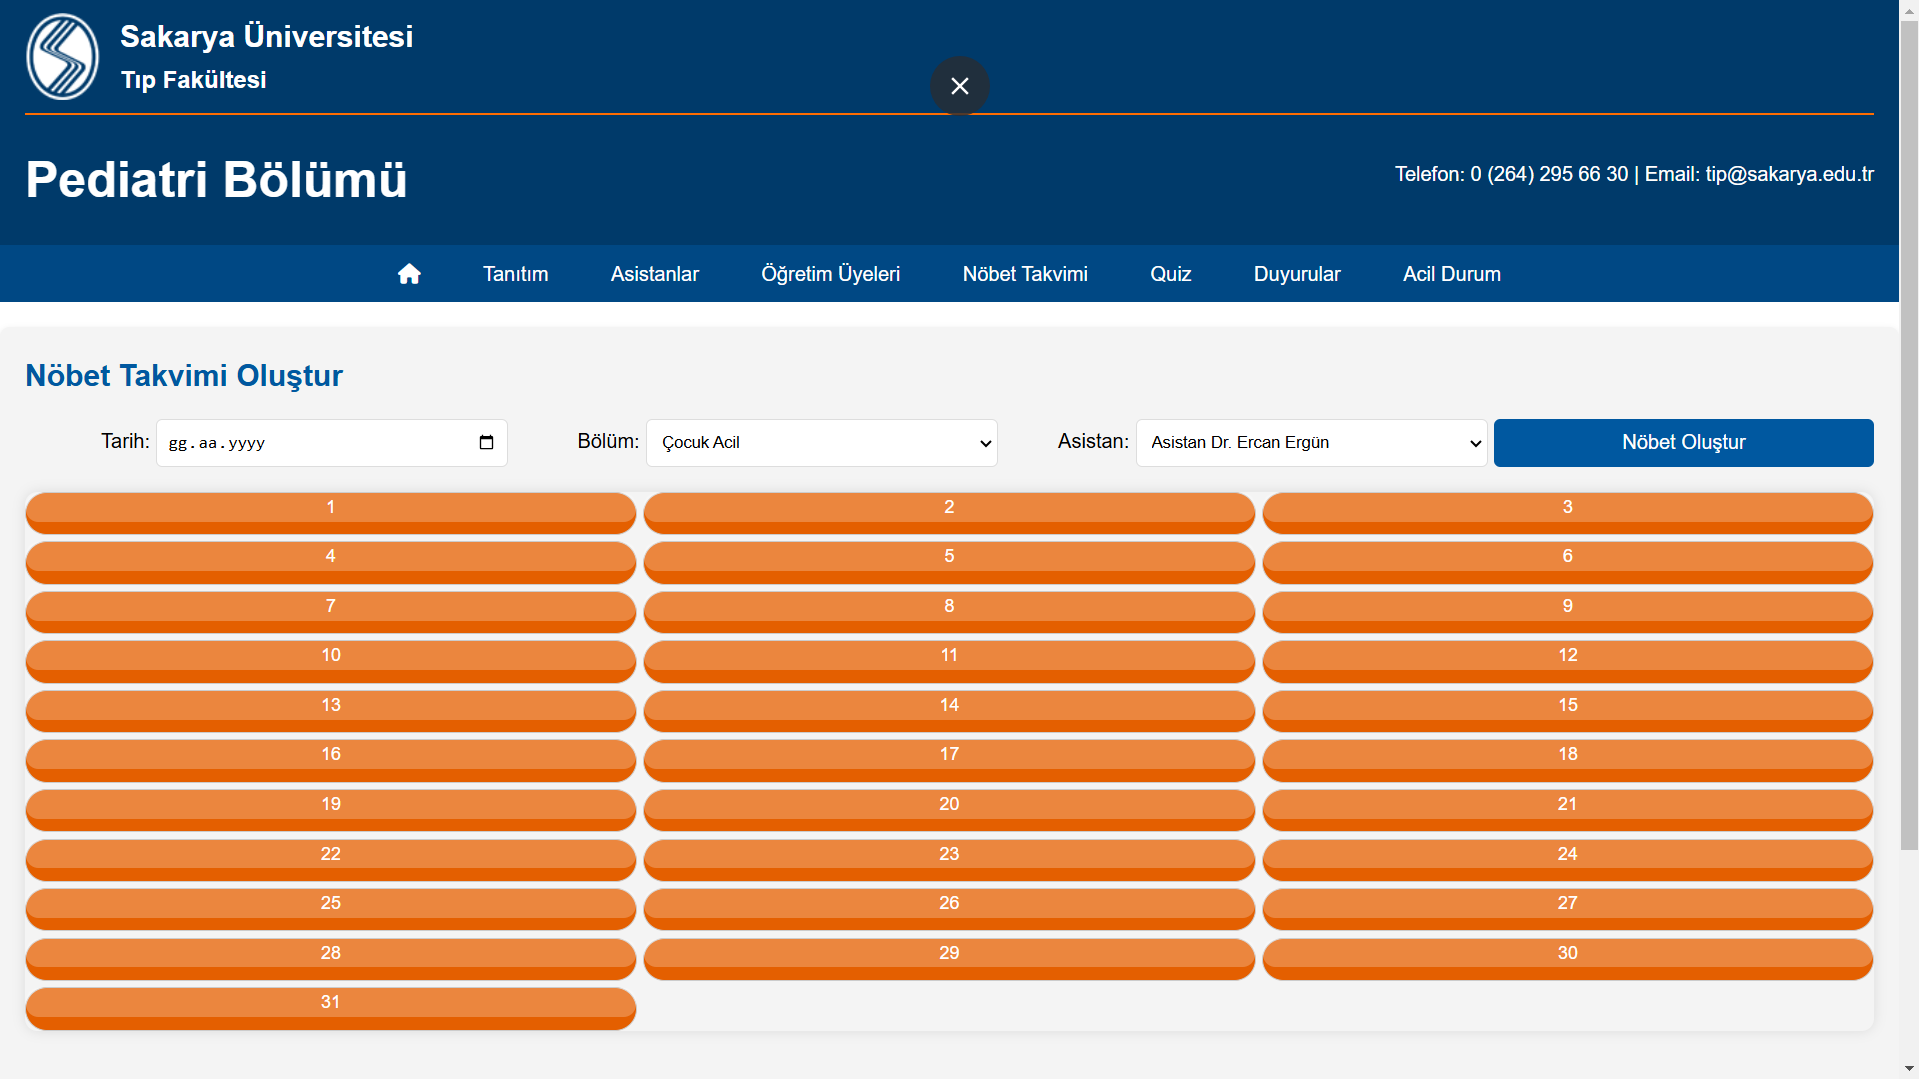 Sakarya Üniversitesi
Tıp Fakültesi
Pediatri Bölümü
Telefon: 0 (264) 295 66 30 | Email: tip@sakarya.edu.tr
Tanıtım Asistanlar Öğretim Üyeleri Nöbet Takvimi Quiz Duyurular Acil Durum
Nöbet Takvimi Oluştur
Tarih: gg.aa.yyyy Bölüm: Çocuk Acil Asistan: Asistan Dr. Ercan Ergün Nöbet Oluştur
1 2 3
4 5 6
7 8 9
10 11 12
13 14 15
16 17 18
19 20 21
22 23 24
25 26 27
28 29 30
31